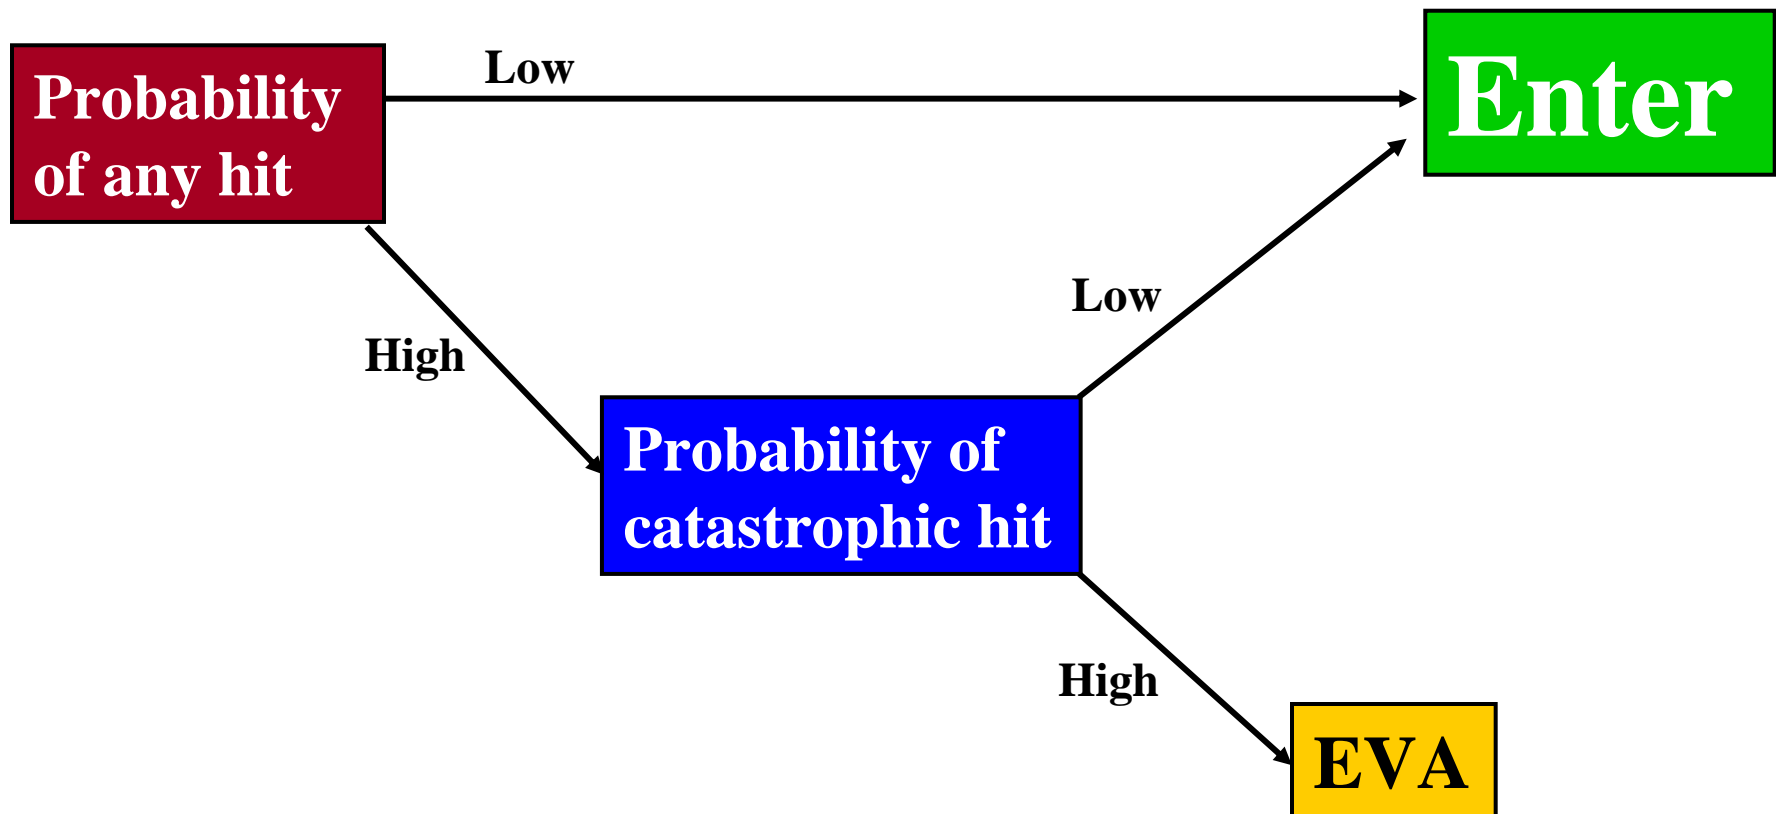 Probability
of any hit
Low
Enter
High
Low
Probability of
catastrophic hit
High
EVA